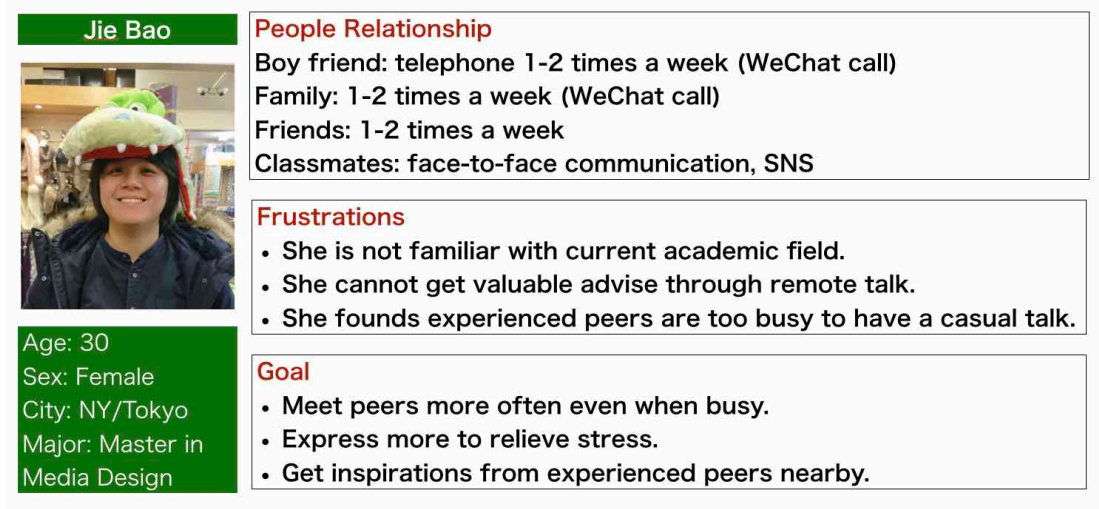 Jie Bao
Age: 30
Sex: Female
City: NY/Tokyo
Major: Master in
Media Design
People Relationship
Boy friend: telephone 1-2 times a week (WeChat call)
Family: 1-2 times a week (WeChat call)
Friends: 1-2 times a week
Classmates: face-to-face communication, SNS
Frustrations
• She is not familiar with current academic field.
• She cannot get valuable advise through remote talk.
• She founds experienced peers are too busy to have a casual talk.
Goal
• Meet peers more often even when busy.
• Express more to relieve stress.
• Get inspirations from experienced peers nearby.